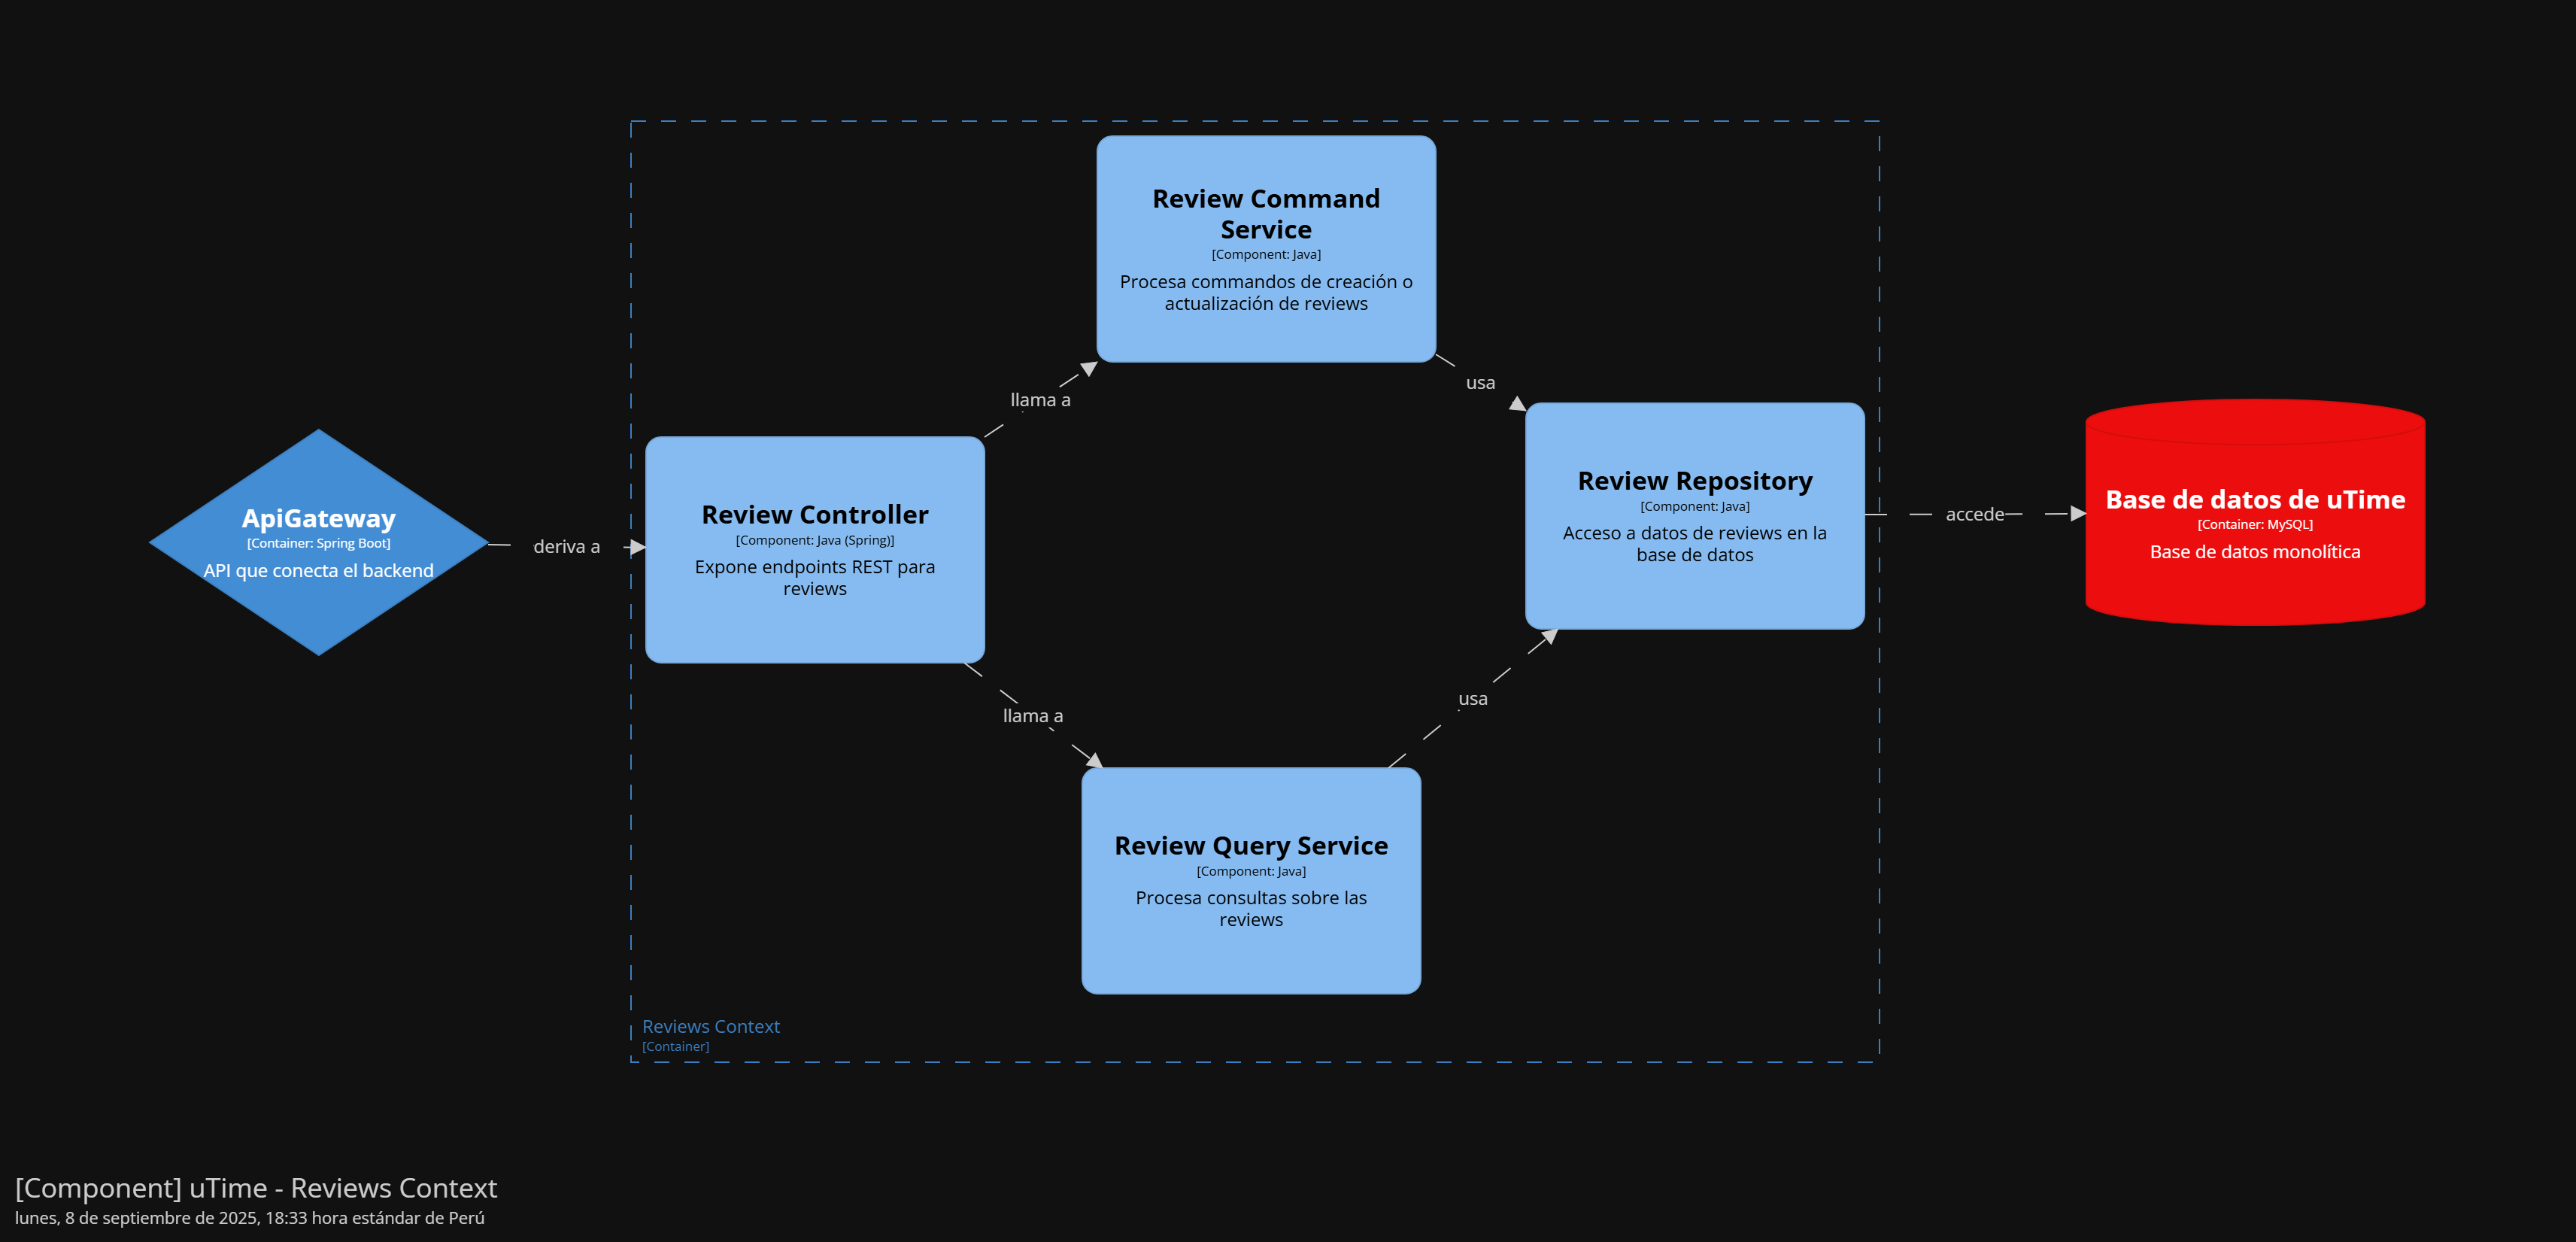 Review Command
Service
[Component: Java]
Procesa commandos de creación o
actualización de reviews
llama a
usa
ApiGateway
[Container: Spring Boot]
API que conecta el backend
deriva a
Review Controller
[Component: Java (Spring)]
Expone endpoints REST para
reviews
Review Repository
[Component: Java]
Acceso a datos de reviews en la
base de datos
accede
Base de datos de uTime
[Container: MySQL]
Base de datos monolítica
llama a
usa
Review Query Service
[Component: Java]
Procesa consultas sobre las
reviews
Reviews Context
[Container]
[Component] uTime - Reviews Context
lunes, 8 de septiembre de 2025, 18:33 hora estándar de Perú